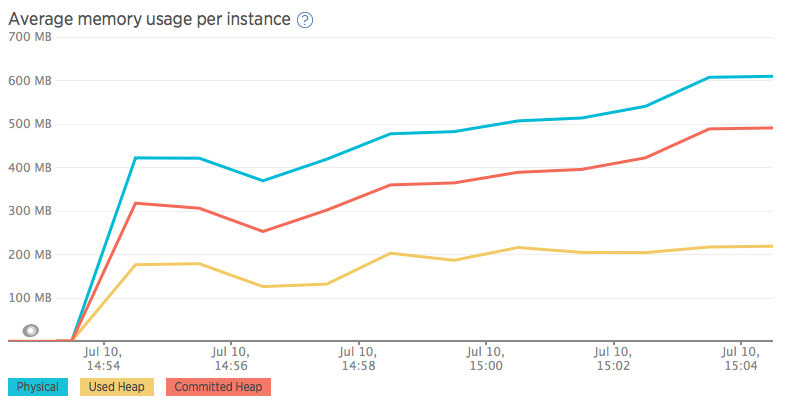 Average memory usage per instance ?
700 MB
600 MB
500 MB
400 MB
300 MB
200 MB
100 MB
Jul 10, 14:54
Jul 10, 14:56
Jul 10, 14:58
Jul 10, 15:00
Jul 10, 15:02
Jul 10, 15:04
Physical Used Heap Committed Heap